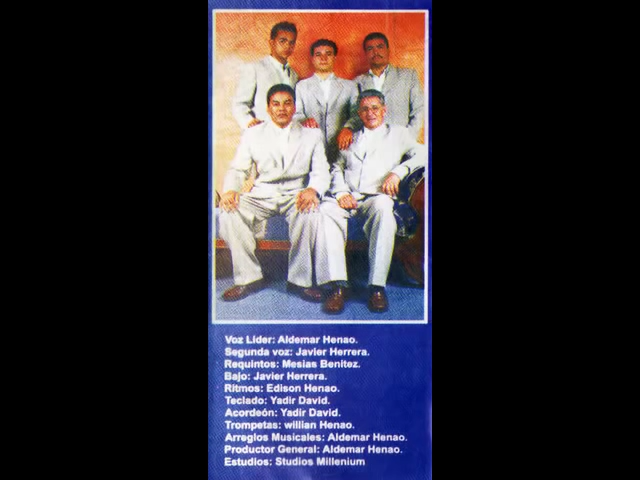 Voz Lider: Aldemar Henao.
Segunda voz: Javier Herrera.
Requintos: Mesias Benitez.
Bajo: Javier Herrera.
Ritmos: Edison Henao.
Teclado: Yadir David.
Acordeón: Yadir David.
Trompetas: willian Henao.
Arreglos Musicales: Aldemar Henao.
Productor General: Aldemar Henao.
Estudios: Studios Millenium